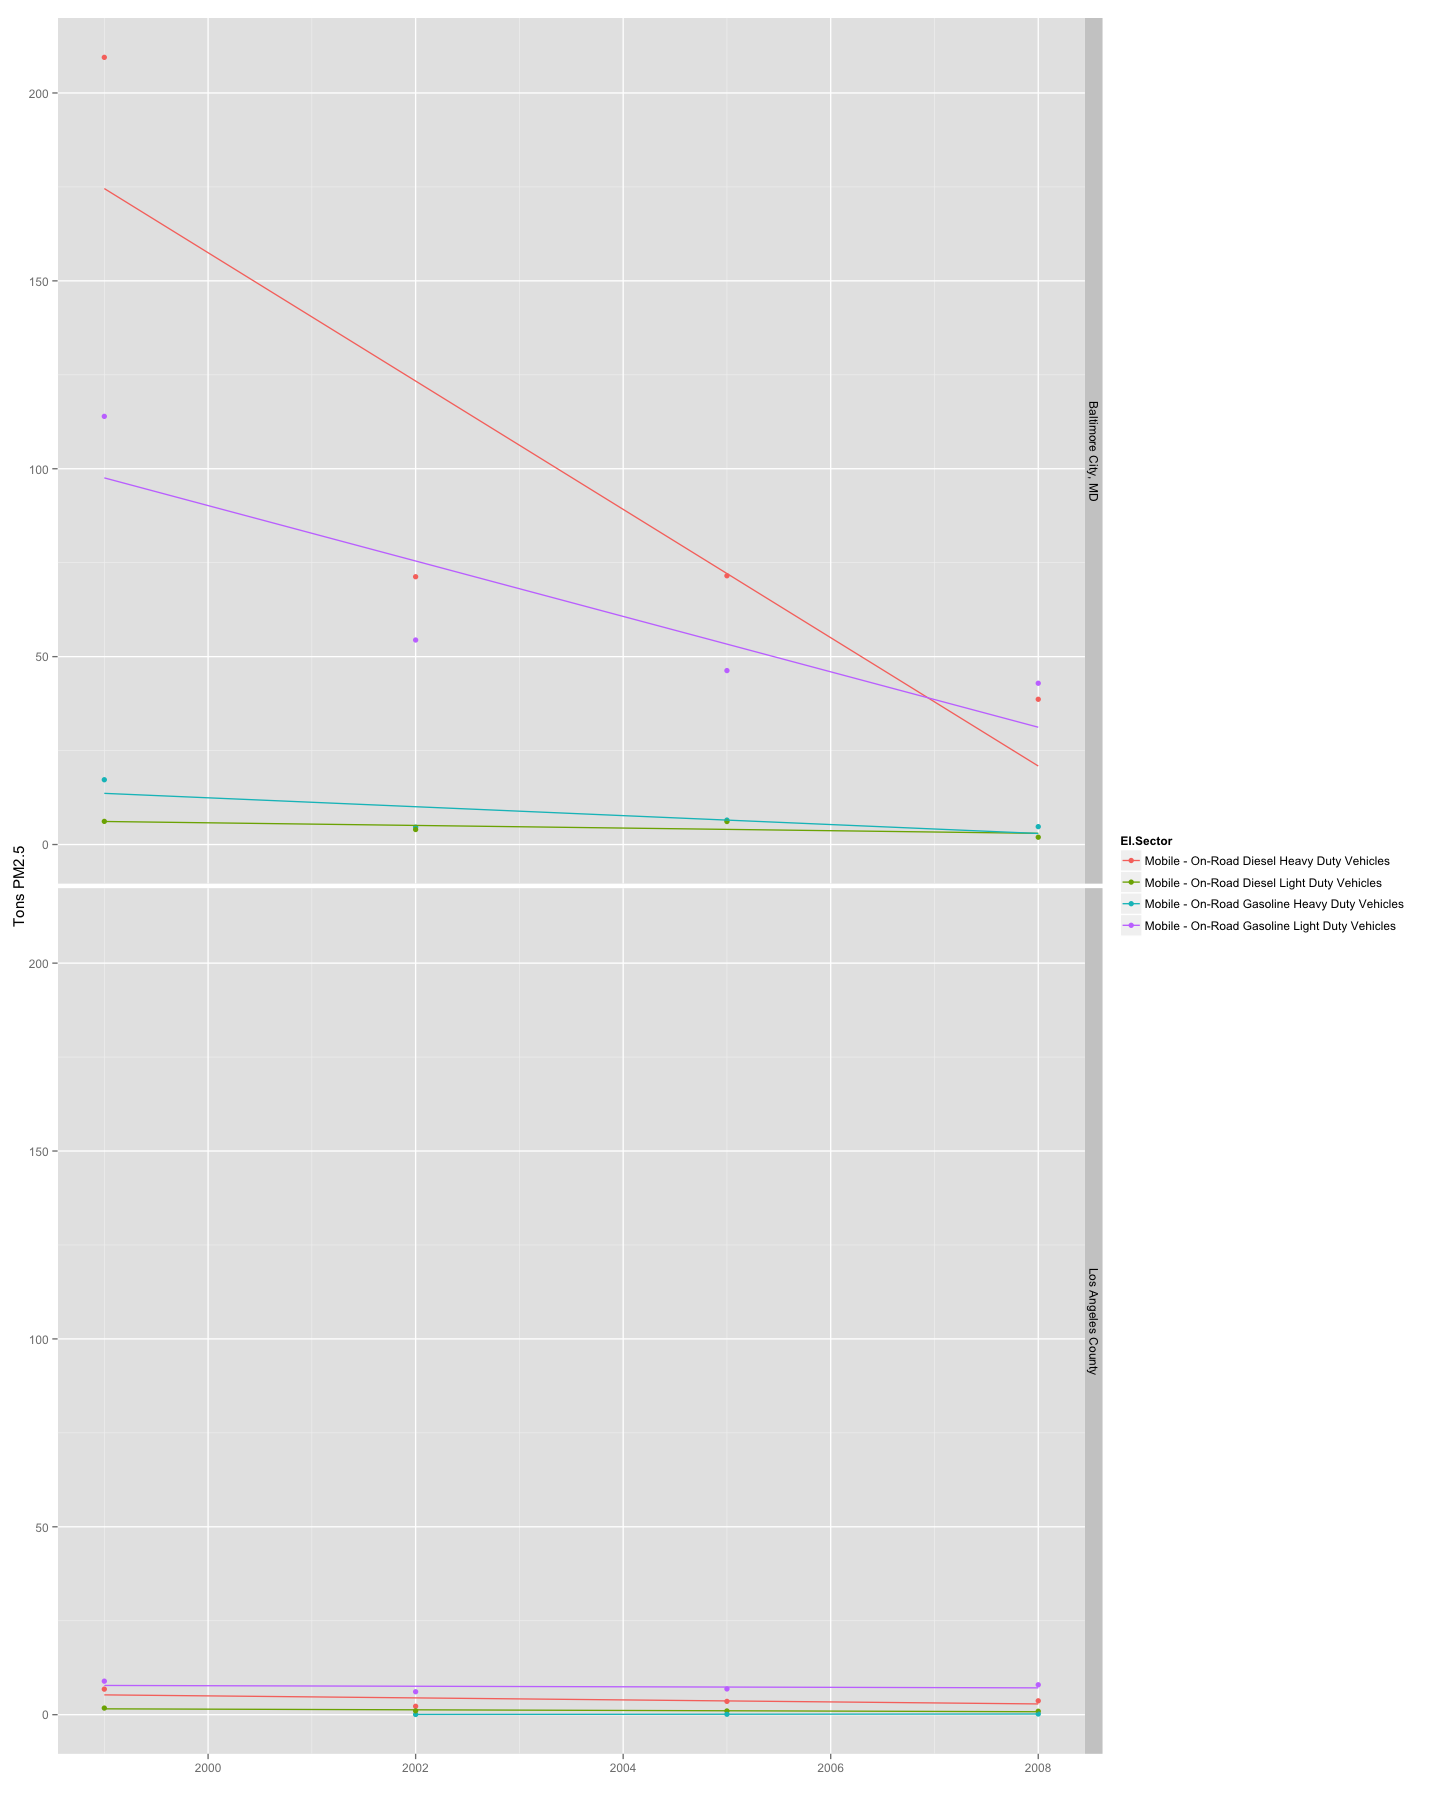 200
150
100
50
0
Baltimore City, MD
Tons PM2.5
200
150
100
50
0
Los Angeles County
2000
2002
2004
2006
2008
EI.Sector
Mobile - On-Road Diesel Heavy Duty Vehicles
Mobile - On-Road Diesel Light Duty Vehicles
Mobile - On-Road Gasoline Heavy Duty Vehicles
Mobile - On-Road Gasoline Light Duty Vehicles